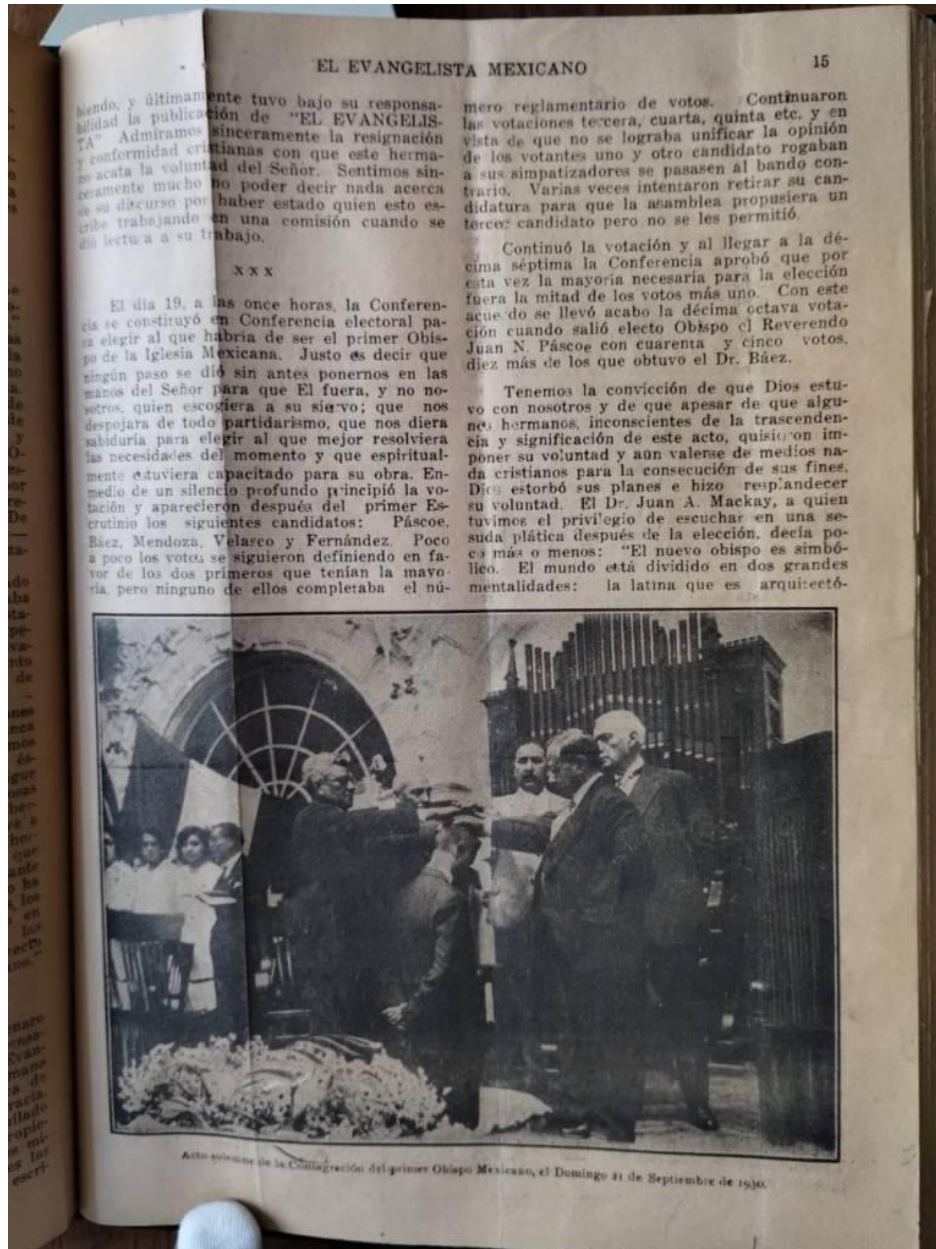 EL EVANGELISTA MEXICANO
15
biendo, y últimamente tuvo bajo su responsa-
bilidad la publicación de "EL EVANGELIS-
TA" Admiramos sinceramente la resignación
y conformidad cristianas con que este herma-
no acata la voluntad del Señor. Sentimos sin-
ceramente mucho no poder decir nada acerca
de su discurso por haber estado quien esto es-
cribe trabajando en una comisión cuando se
dió lectu a a su trabajo.
x x x
El día 19, a las once horas, la Conferen-
cia se constituyó en Conferencia electoral pa-
ra elegir al que habría de ser el primer Obis-
po de la Iglesia Mexicana. Justo es decir que
ningún paso se dió sin antes ponernos en las
manos del Señor para que El fuera, y no no-
sotros, quien escogiera a su siervo; que nos
despojara de todo partidarismo, que nos diera
sabiduría para elegir al que mejor resolviera
las necesidades del momento y que espiritual-
mente estuviera capacitado para su obra. En-
medio de un silencio profundo principió la vo-
tación y aparecieron después del primer Es-
crutinio los siguientes candidatos: Páscoe,
Báez, Mendoza, Velasco y Fernández. Poco
a poco los votos se siguieron definiendo en fa-
vor de los dos primeros que tenían la mayo-
ría, pero ninguno de ellos completaba el nú-
mero reglamentario de votos. Continuaron
las votaciones tercera, cuarta, quinta etc. y en
vista de que no se lograba unificar la opinión
de los votantes uno y otro candidato rogaban
a sus simpatizadores se pasasen al bando con-
trario. Varias veces intentaron retirar su can-
didatura para que la asamblea propusiera un
tercer candidato pero no se les permitió.
Continuó la votación y al llegar a la dé-
cima séptima la Conferencia aprobó que por
esta vez la mayoría necesaria para la elección
fuera la mitad de los votos más uno. Con este
acue do se llevó acabo la décima octava vota-
ción cuando salió electo Obispo el Reverendo
Juan N. Páscoe con cuarenta y cinco votos,
diez más de los que obtuvo el Dr. Báez.
Tenemos la convicción de que Dios estu-
vo con nosotros y de que apesar de que algu-
nos hermanos, inconscientes de la trascenden-
cia y significación de este acto, quisieron im-
poner su voluntad y aún valerse de medios na-
da cristianos para la consecución de sus fines,
Dios estorbó sus planes e hizo resplandecer
su voluntad. El Dr. Juan A. Mackay, a quien
tuvimos el privilegio de escuchar en una se-
suda plática después de la elección, decía po-
co más o menos: "El nuevo obispo es simbó-
lico. El mundo está dividido en dos grandes
mentalidades: la latina que es arquitectó-
Acto solemne de la Consagración del primer Obispo Mexicano, el Domingo 21 de Septiembre de 1930.